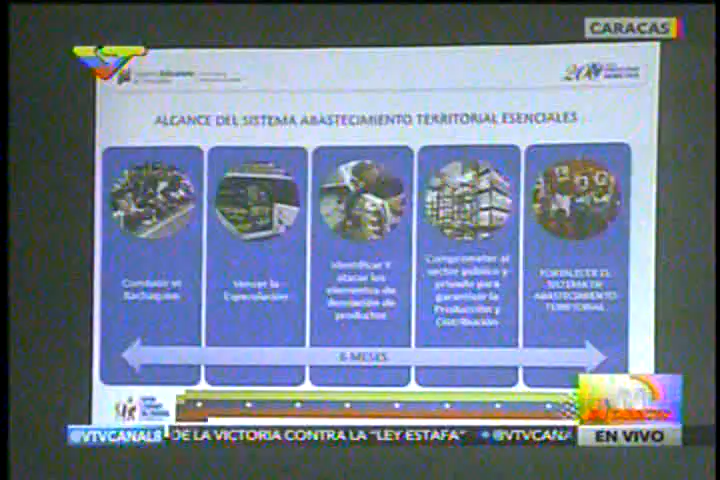 CARACAS
ALCANCE DEL SISTEMA ABASTECIMIENTO TERRITORIAL ESENCIALES
Combatir el
Bachaqueo
Vencer la
Especulación
Identificar Y
atacar los
elementos de
desviación de
productos
Comprometer al
sector público y
privado para
garantizar la
Producción y
Distribución
FORTALECER EL
SISTEMA DE
ABASTECIMIENTO
TERRITORIAL
6 MESES
@VTVCANAL8
DE LA VICTORIA CONTRA LA "LEY ESTAFA"
@VTVCANA
EN VIVO